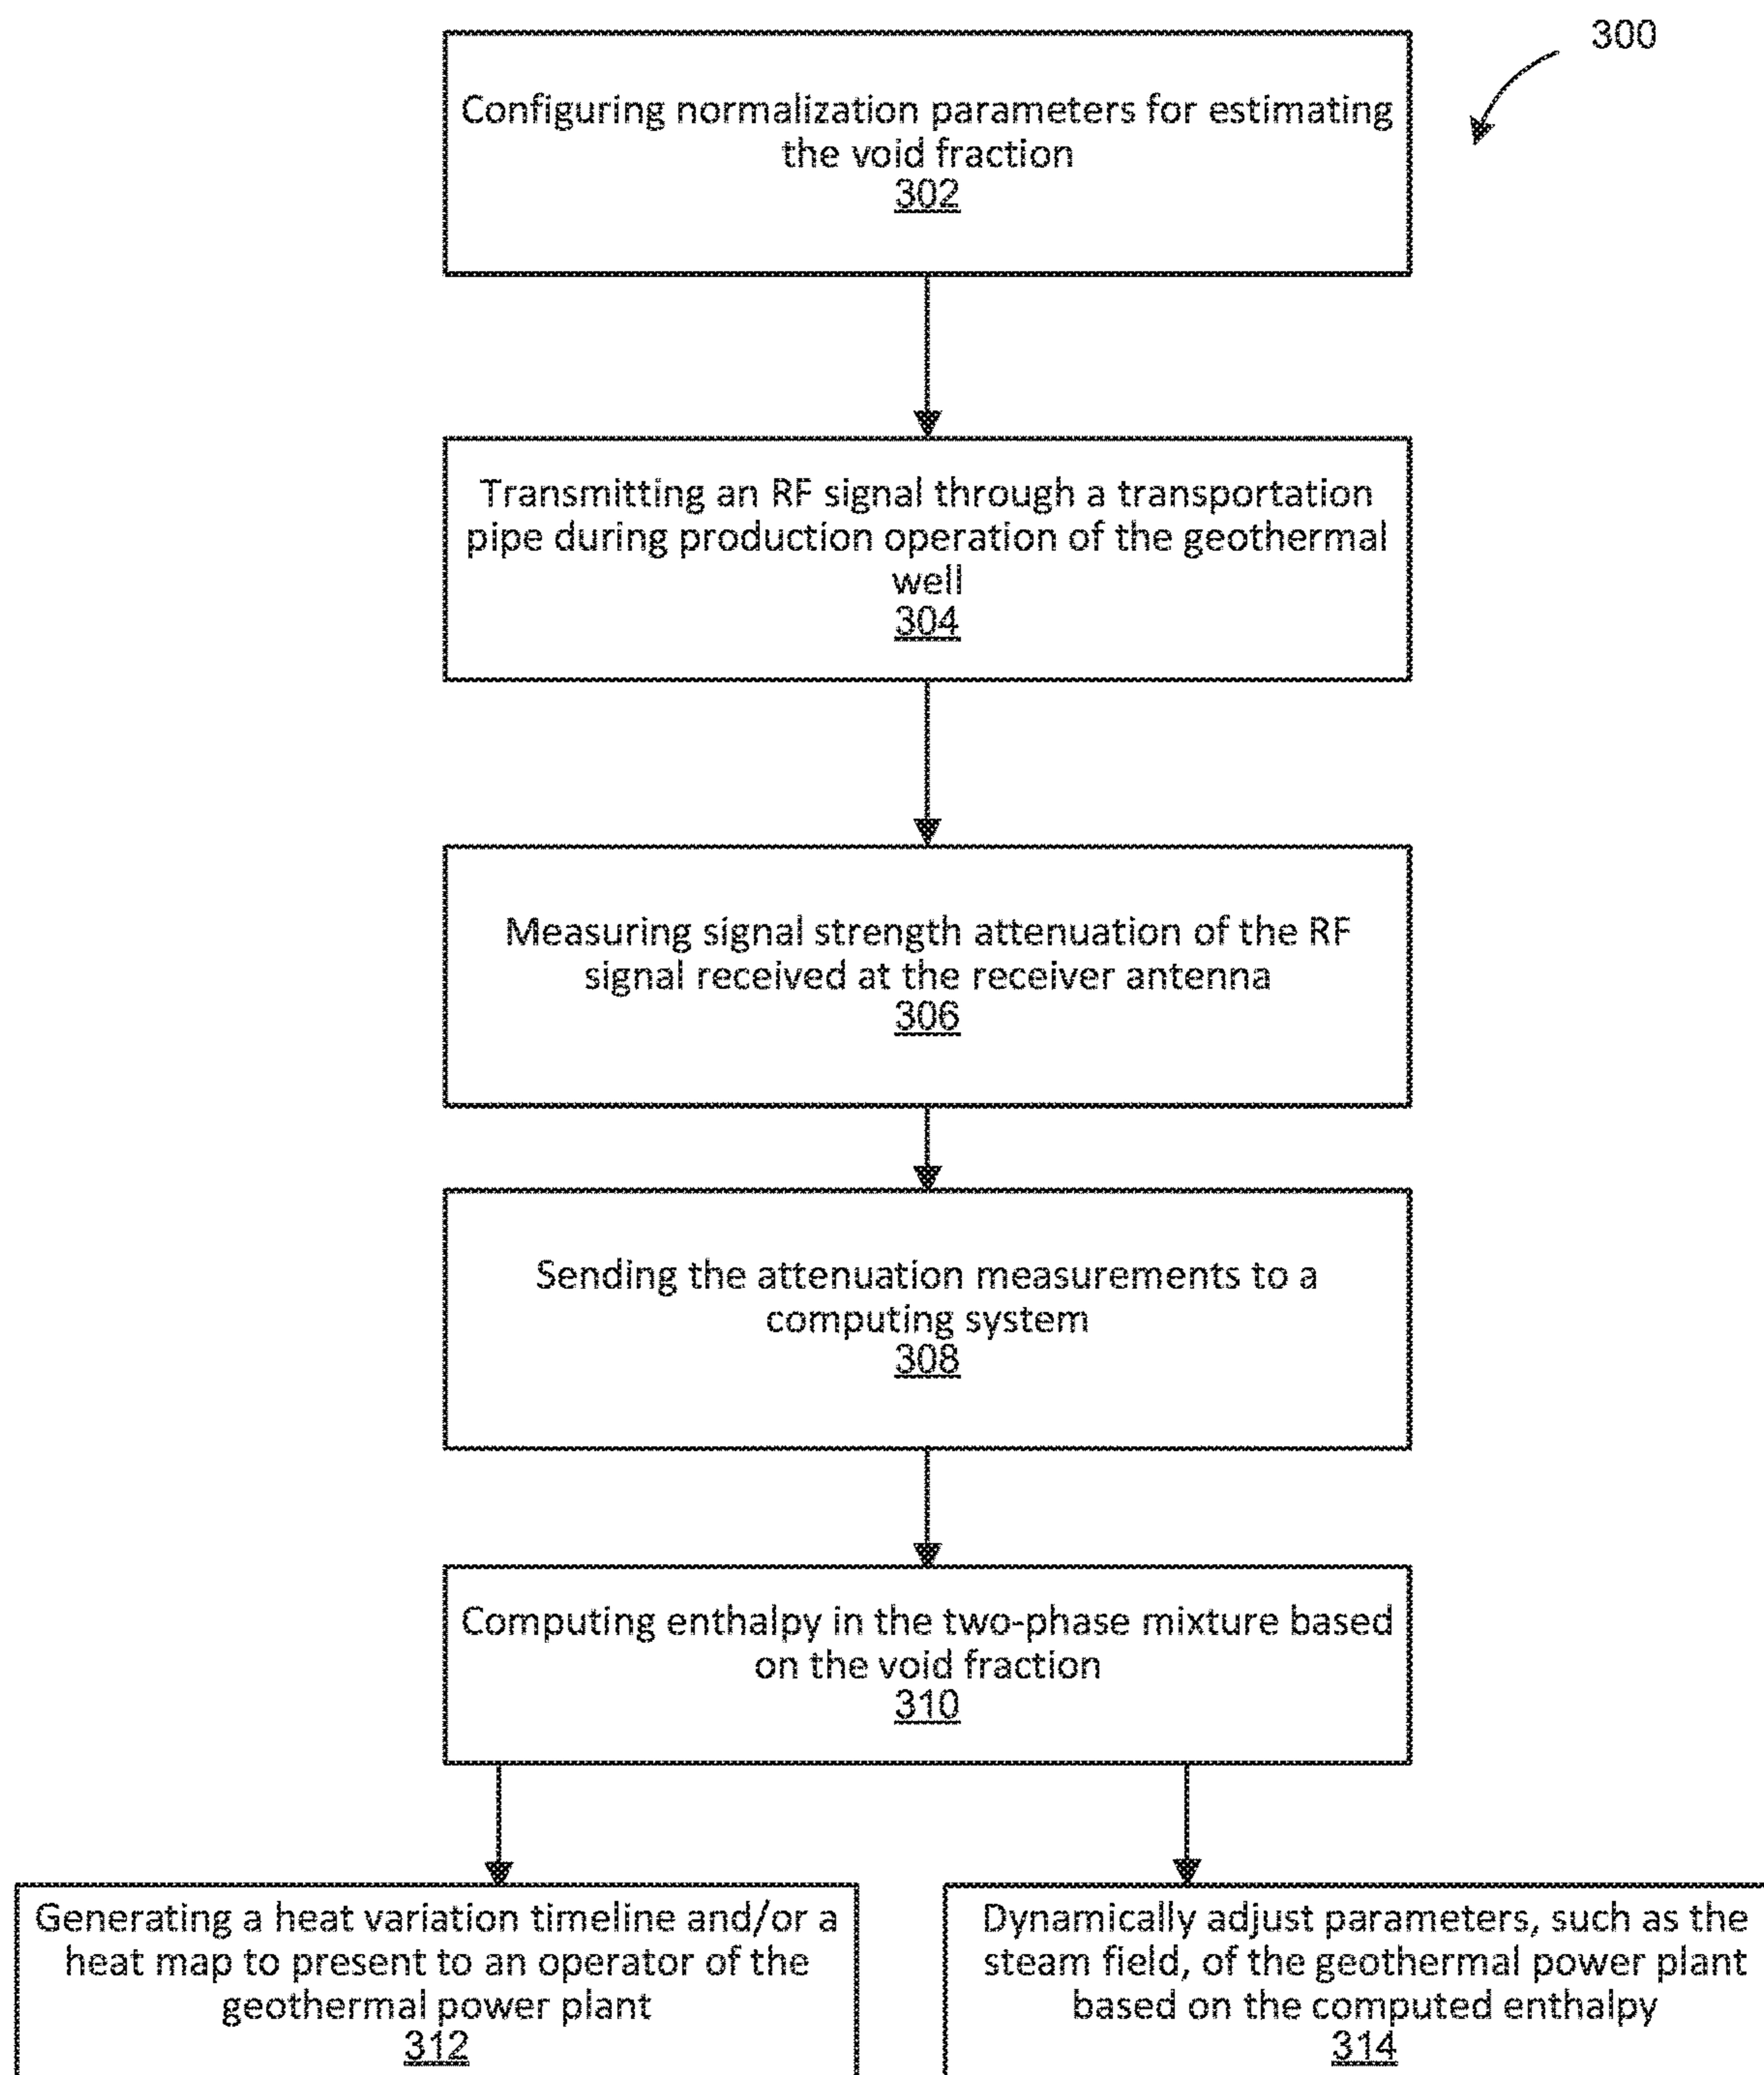 300
Configuring normalization parameters for estimating
the void fraction
302
Transmitting an RF signal through a transportation
pipe during production operation of the geothermal
well
304
Measuring signal strength attenuation of the RF
signal received at the receiver antenna
306
Sending the attenuation measurements to a
computing system
308
Computing enthalpy in the two-phase mixture based
on the void fraction
310
Generating a heat variation timeline and/or a
heat map to present to an operator of the
geothermal power plant
312
Dynamically adjust parameters, such as the
steam field, of the geothermal power plant
based on the computed enthalpy
314